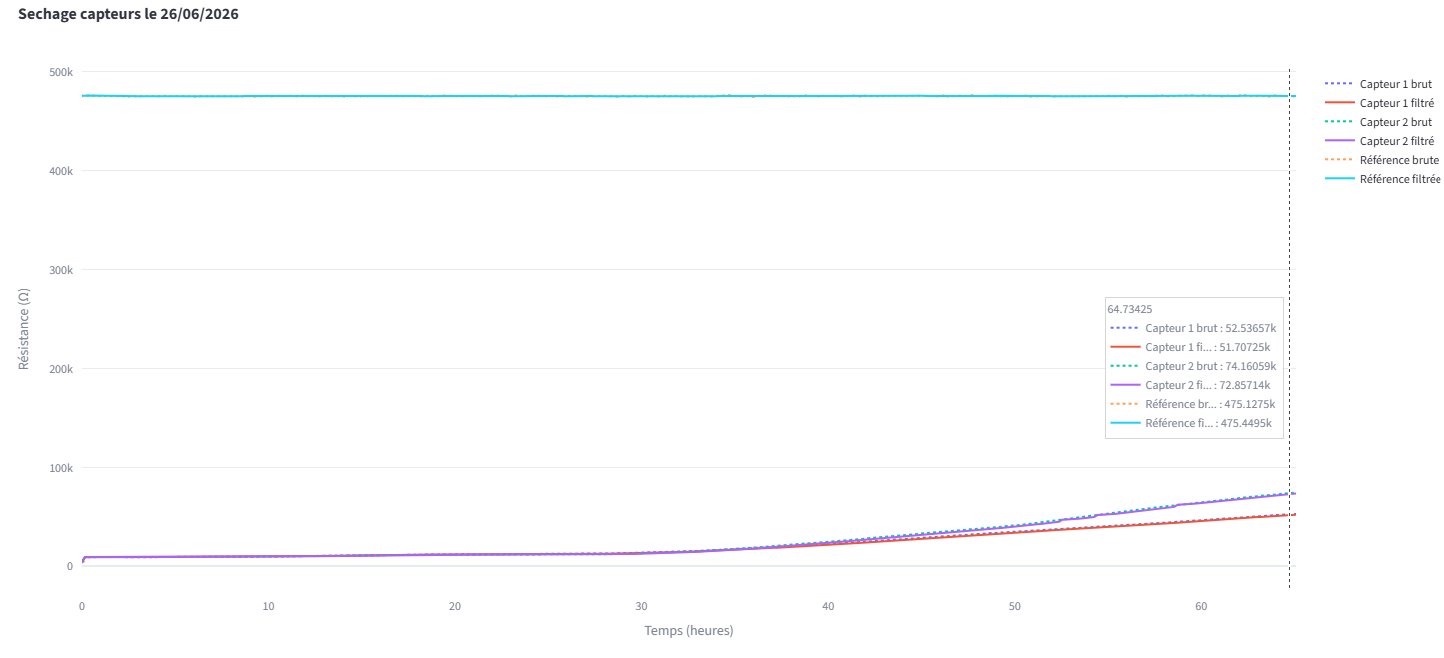 Sechage capteurs le 26/06/2026
500k
400k
300k
200k
100k
0
Résistance (Ω)
0
10
20
30
40
50
60
Temps (heures)
Capteur 1 brut
Capteur 1 filtré
Capteur 2 brut
Capteur 2 filtré
Référence brute
Référence filtrée
64.73425
Capteur 1 brut : 52.53657k
Capteur 1 fi... : 51.70725k
Capteur 2 brut : 74.16059k
Capteur 2 fi... : 72.85714k
Référence br... : 475.1275k
Référence fi... : 475.4495k